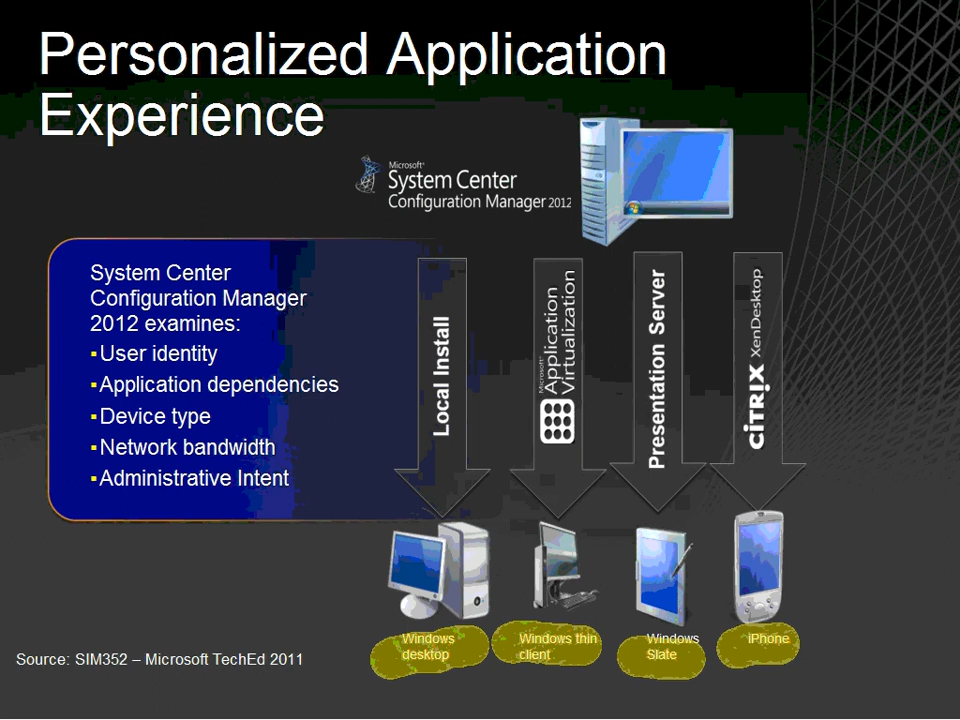 Personalized Application
Experience
Microsoft®
System Center
Configuration Manager 2012
System Center
Configuration Manager
2012 examines:
▪User identity
▪Application dependencies
▪Device type
▪Network bandwidth
▪Administrative Intent
Local Install
Microsoft®
Application
Virtualization
Presentation Server
CiTRIX XenDesktop
Windows
desktop
Windows thin
client
Windows
Slate
iPhone
Source: SIM352 – Microsoft TechEd 2011